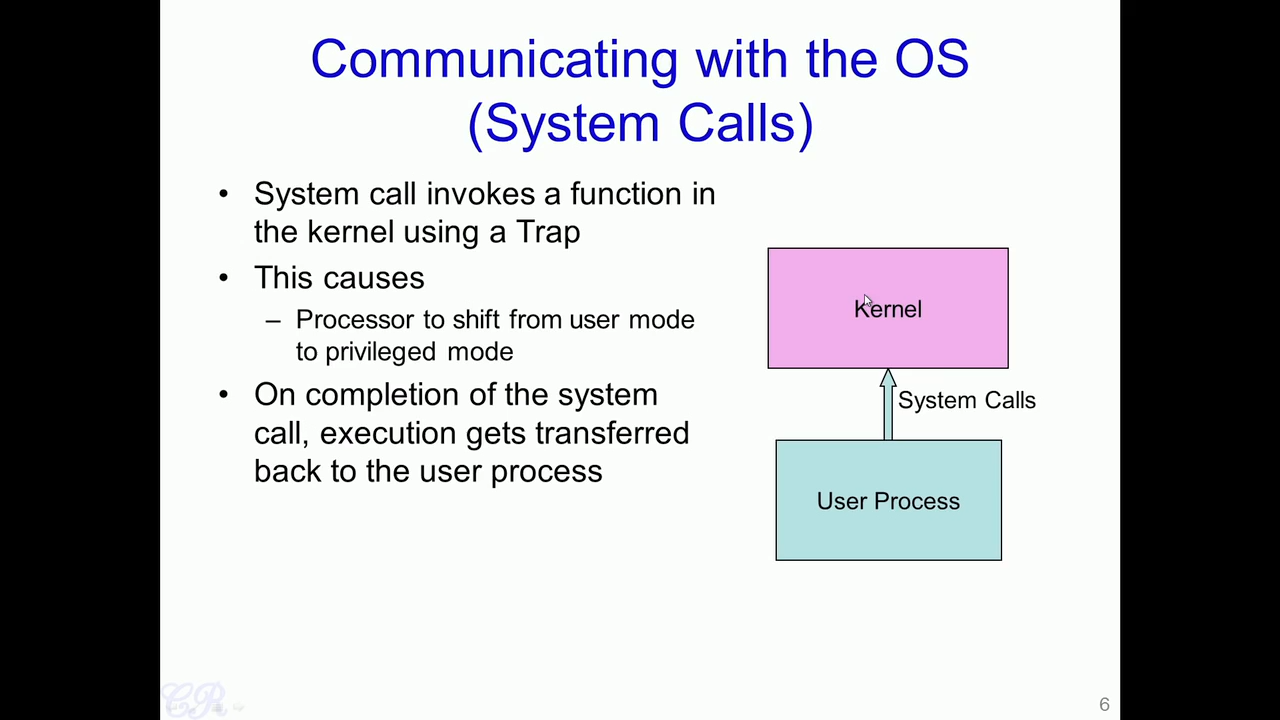 Communicating with the OS
(System Calls)
• System call invokes a function in
the kernel using a Trap
• This causes
– Processor to shift from user mode
to privileged mode
• On completion of the system
call, execution gets transferred
back to the user process
Kernel
System Calls
User Process
CR
6